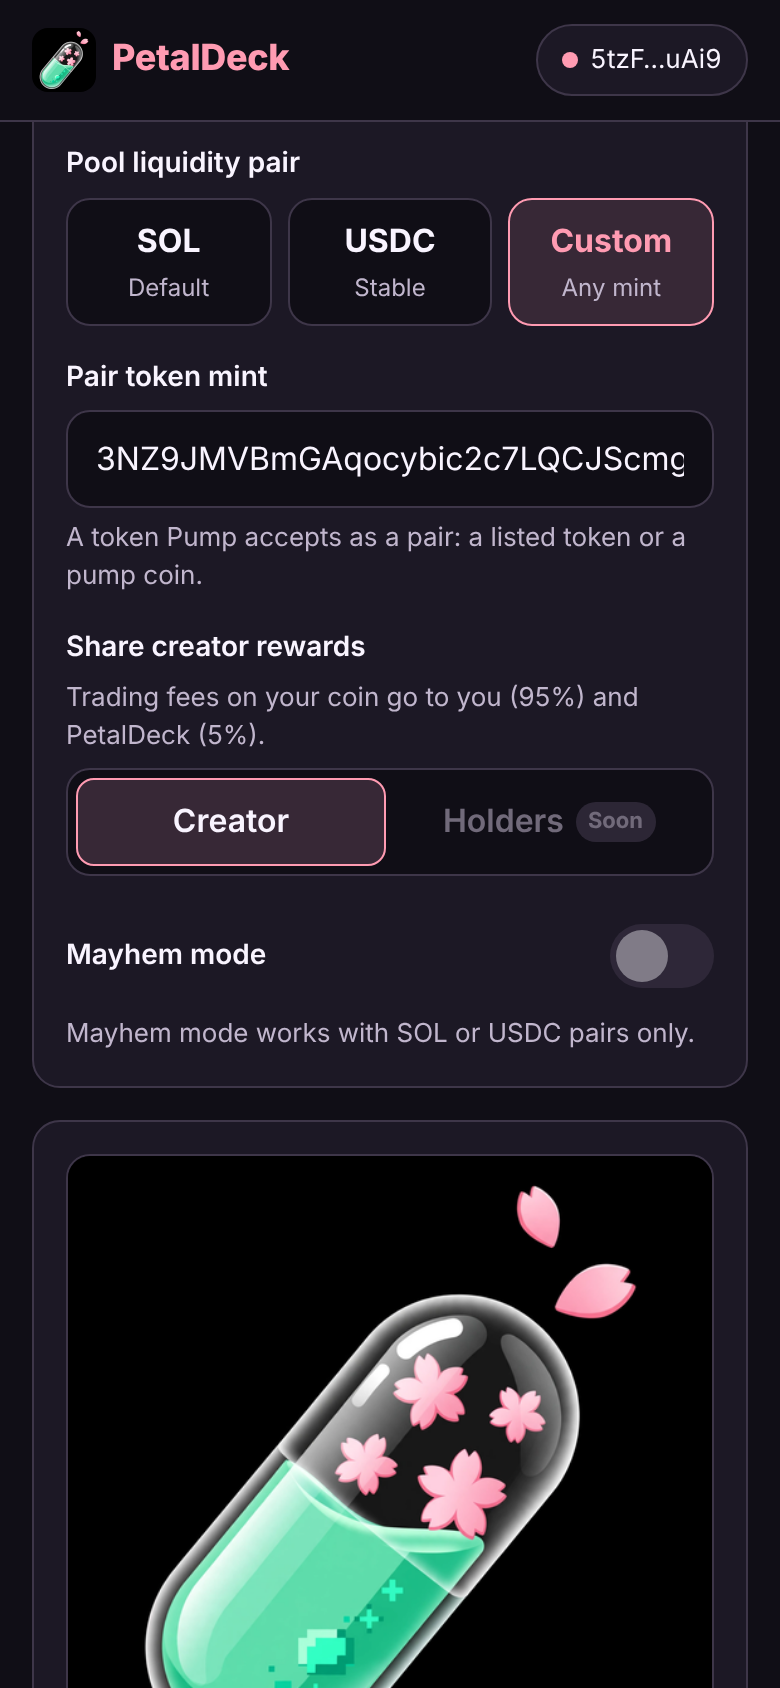 PetalDeck
5tzF...uAi9
Pool liquidity pair
SOL
Default
USDC
Stable
Custom
Any mint
Pair token mint
3NZ9JMVBmGAqocybic2c7LQCJScmg
A token Pump accepts as a pair: a listed token or a
pump coin.
Share creator rewards
Trading fees on your coin go to you (95%) and
PetalDeck (5%).
Creator
Holders Soon
Mayhem mode
Mayhem mode works with SOL or USDC pairs only.